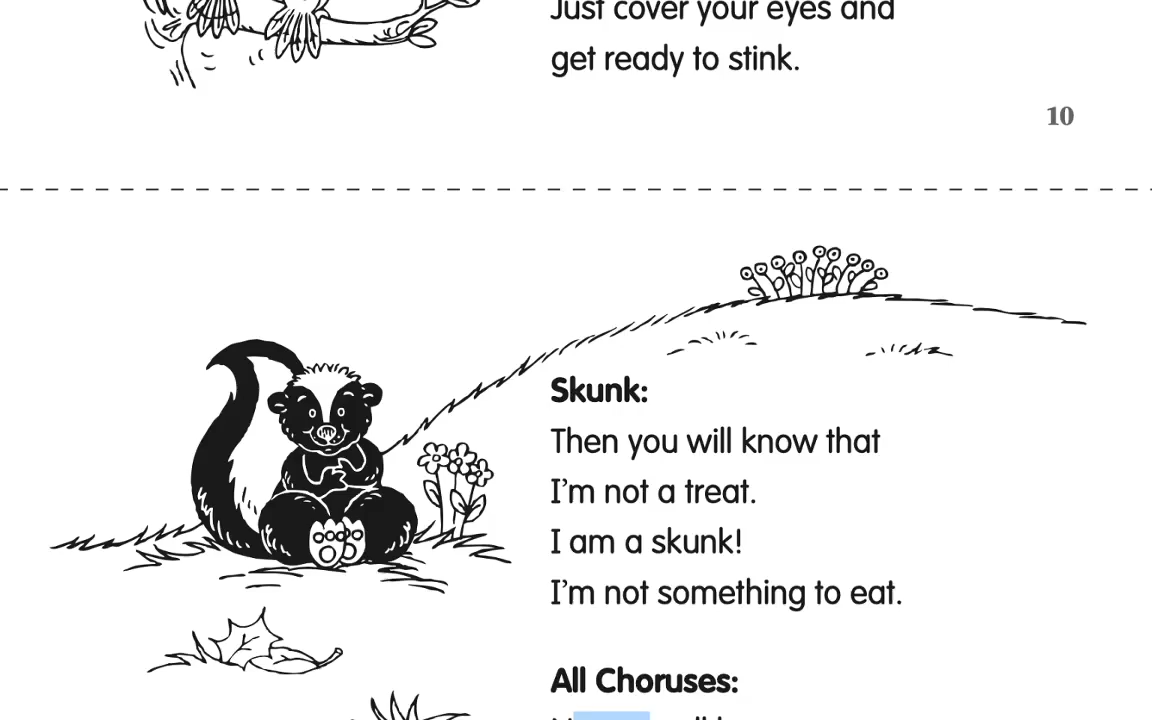 Just cover your eyes and
get ready to stink.
10
Skunk:
Then you will know that
I'm not a treat.
I am a skunk!
I'm not something to eat.
All Choruses: